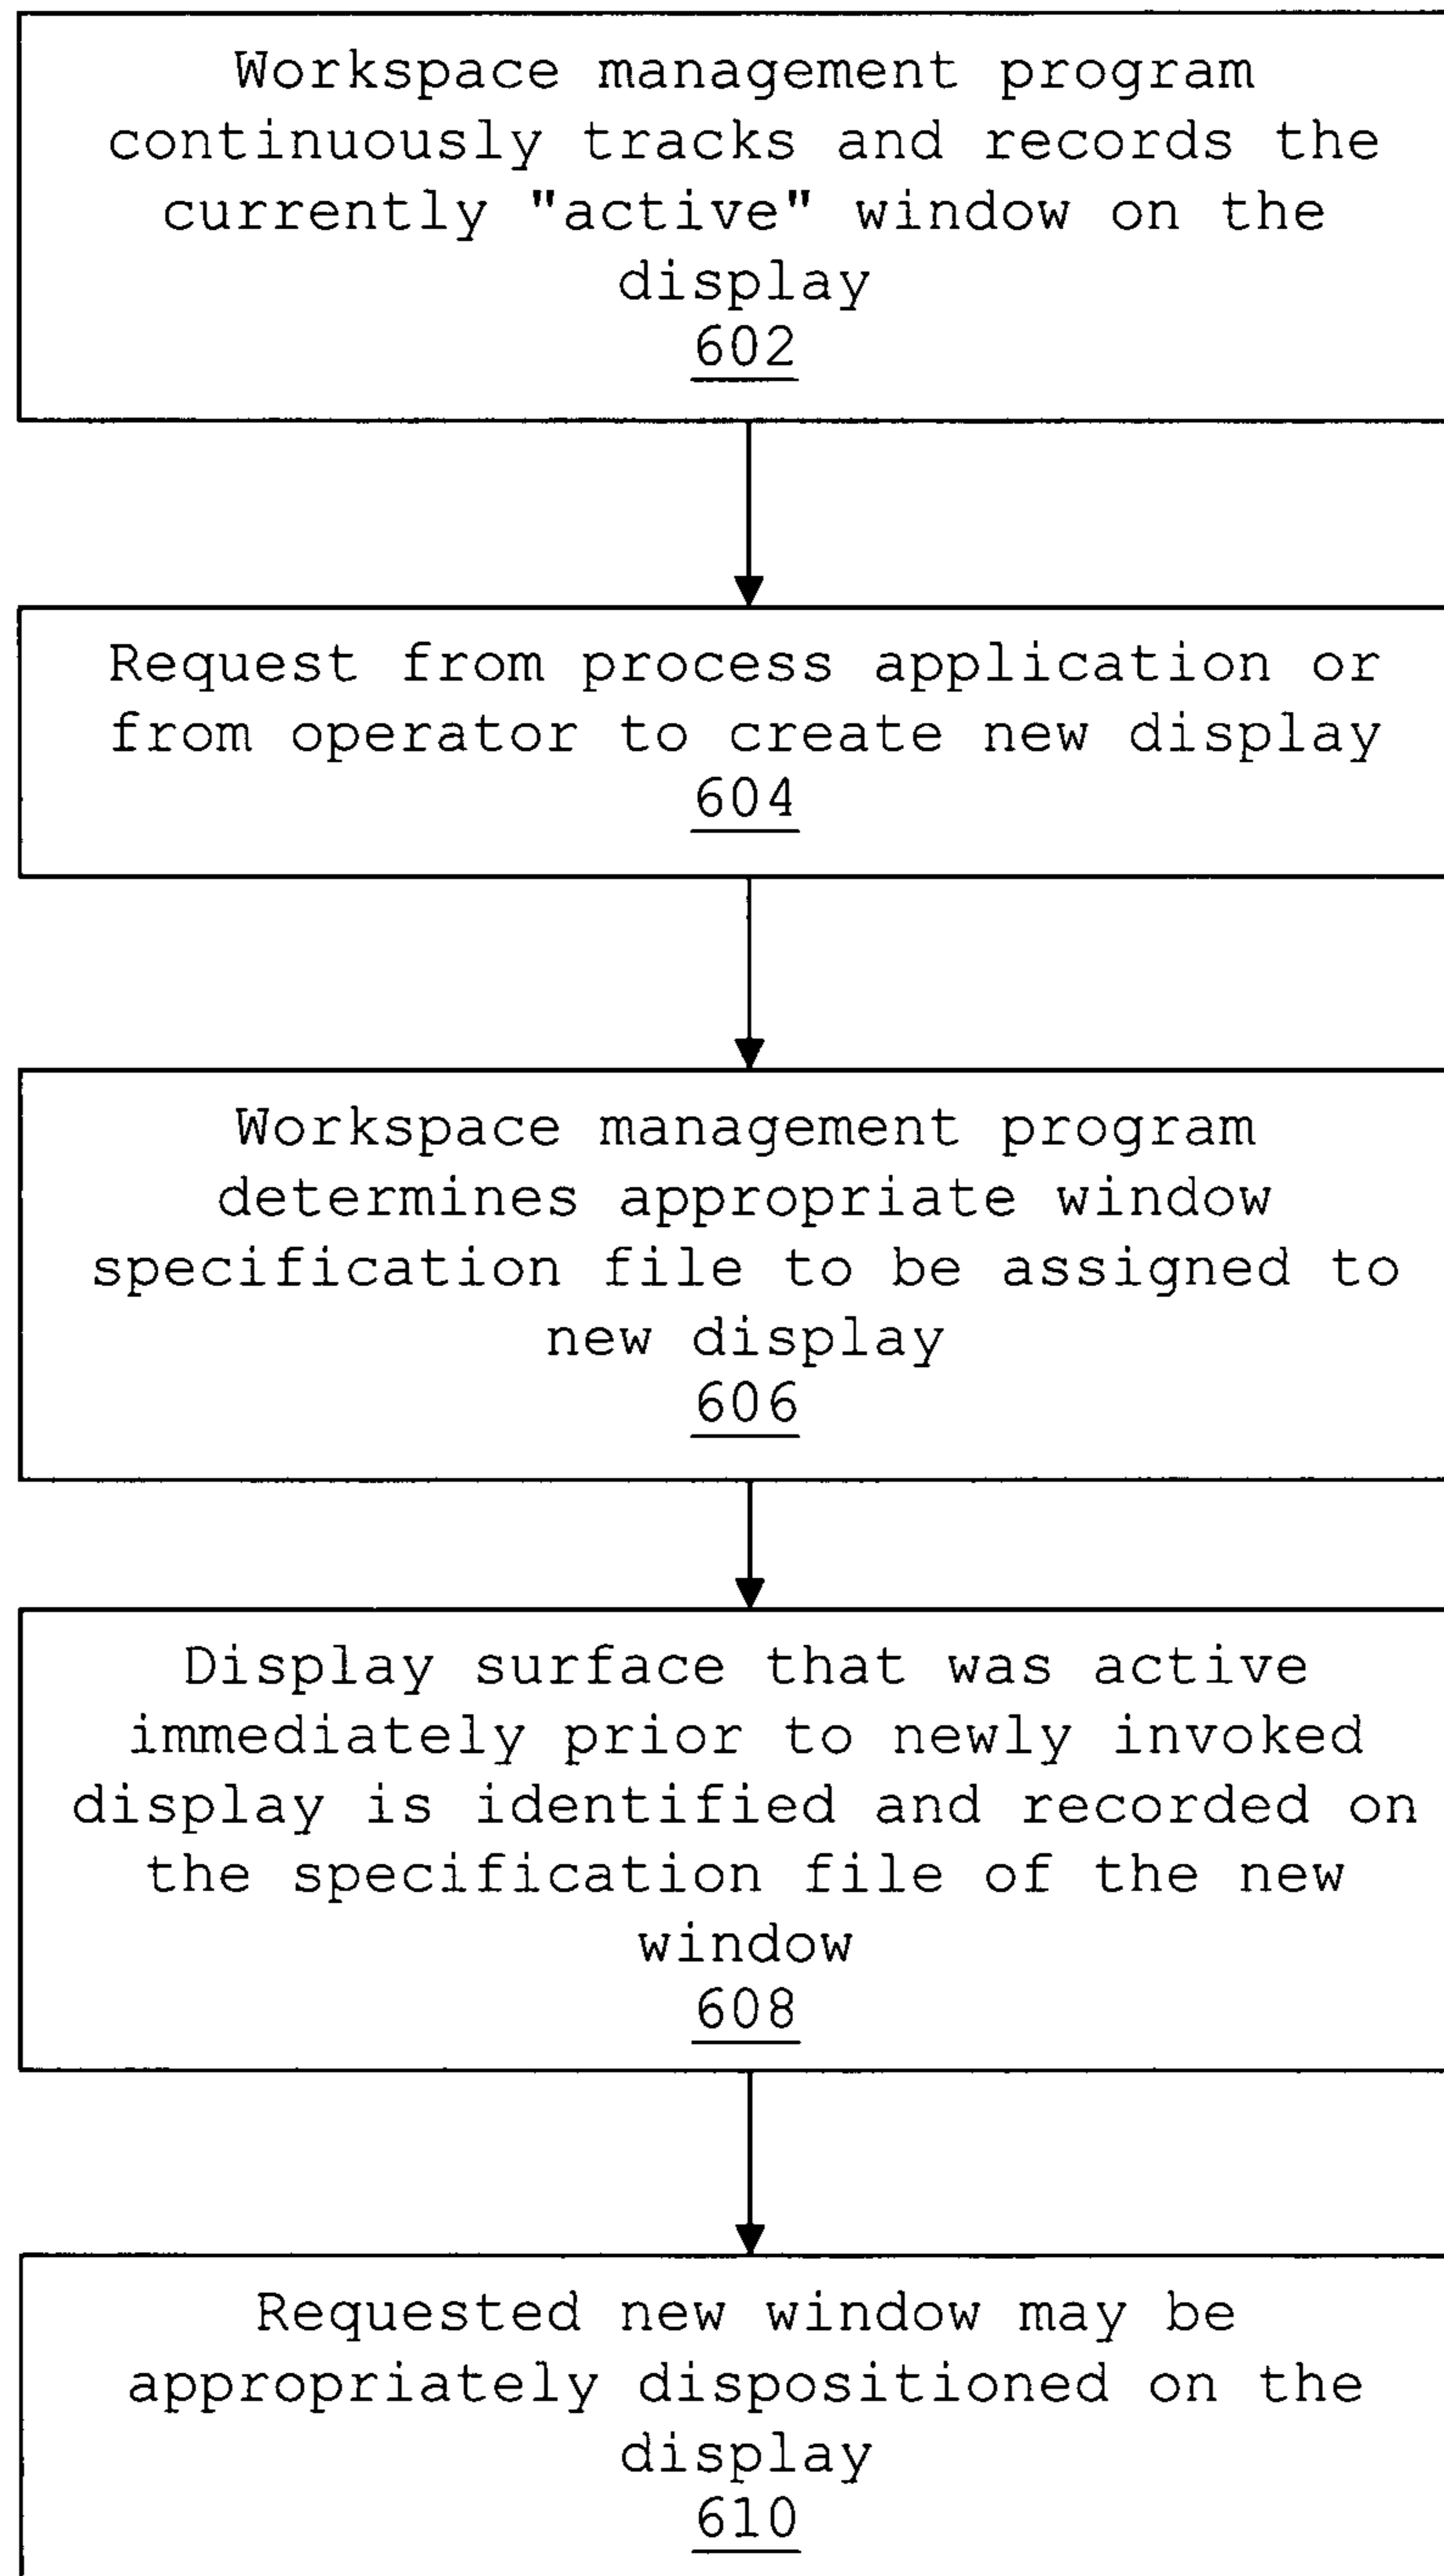 Workspace management program
continuously tracks and records the
currently "active" window on the
display
602
Request from process application or
from operator to create new display
604
Workspace management program
determines appropriate window
specification file to be assigned to
new display
606
Display surface that was active
immediately prior to newly invoked
display is identified and recorded on
the specification file of the new
window
608
Requested new window may be
appropriately dispositioned on the
display
610